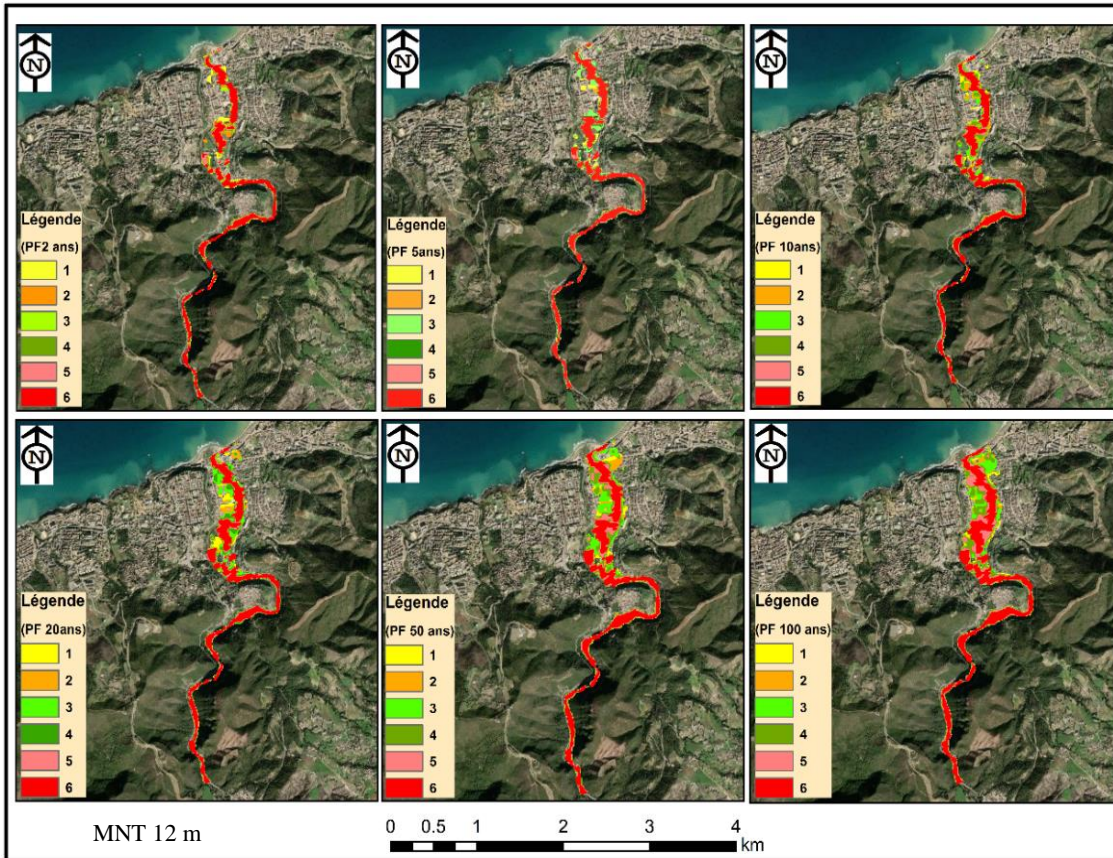 N
Légende
(PF2 ans)
1
2
3
4
5
6
N
Légende
(PF 5ans)
1
2
3
4
5
6
N
Légende
(PF 10ans)
1
2
3
4
5
6
N
Légende
(PF 20ans)
1
2
3
4
5
6
N
Légende
(PF 50 ans)
1
2
3
4
5
6
N
Légende
(PF 100 ans)
1
2
3
4
5
6
MNT 12 m
0 0.5 1 2 3 4
km